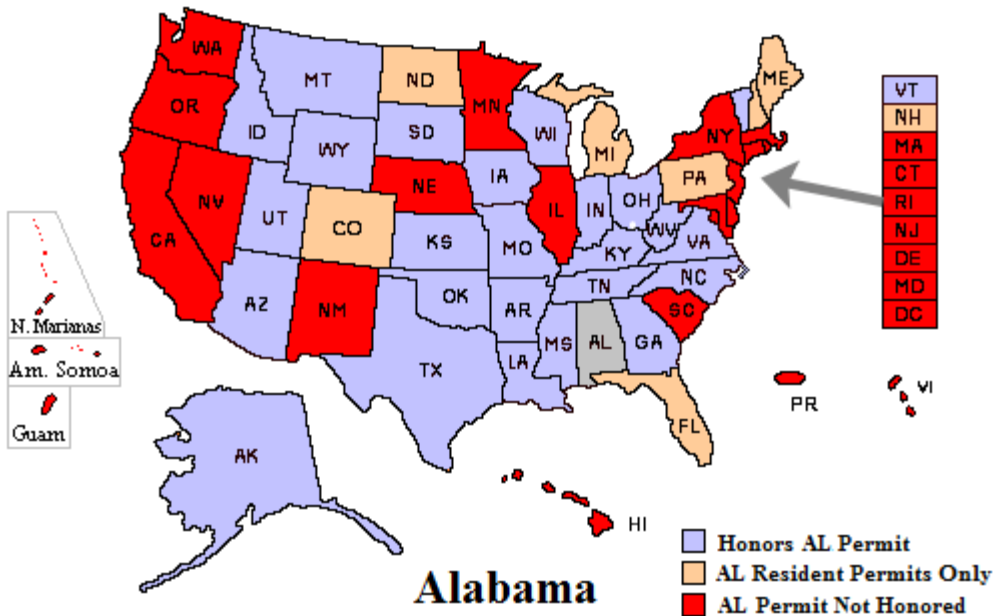 WA
MT
ND
MN
ME
VT
NH
MA
CT
RI
NJ
DE
MD
DC
OR
ID
WY
SD
WI
MI
NY
PA
NV
UT
CO
NE
IA
IL
IN
OH
WV
VA
CA
KS
MO
KY
NC
AZ
NM
OK
AR
TN
SC
TX
LA
MS
AL
GA
FL
AK
HI
PR
VI
N. Marianas
Am. Somoa
Guam
Honors AL Permit
AL Resident Permits Only
AL Permit Not Honored
Alabama